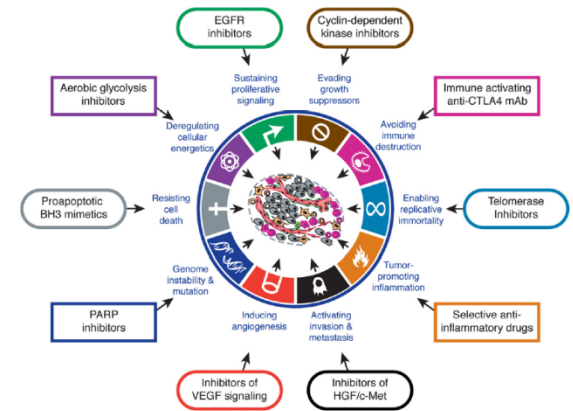 EGFR
inhibitors
Cyclin-dependent
kinase inhibitors
Sustaining
proliferative
signaling
Evading
growth
suppressors
Aerobic glycolysis
inhibitors
Immune activating
anti-CTLA4 mAb
Deregulating
cellular
energetics
Avoiding
immune
destruction
Proapoptotic
BH3 mimetics
Resisting
cell
death
Enabling
replicative
immortality
Telomerase
Inhibitors
Genome
instability &
mutation
Tumor-
promoting
inflammation
PARP
inhibitors
Inducing
angiogenesis
Activating
invasion &
metastasis
Selective anti-
inflammatory drugs
Inhibitors of
VEGF signaling
Inhibitors of
HGF/c-Met